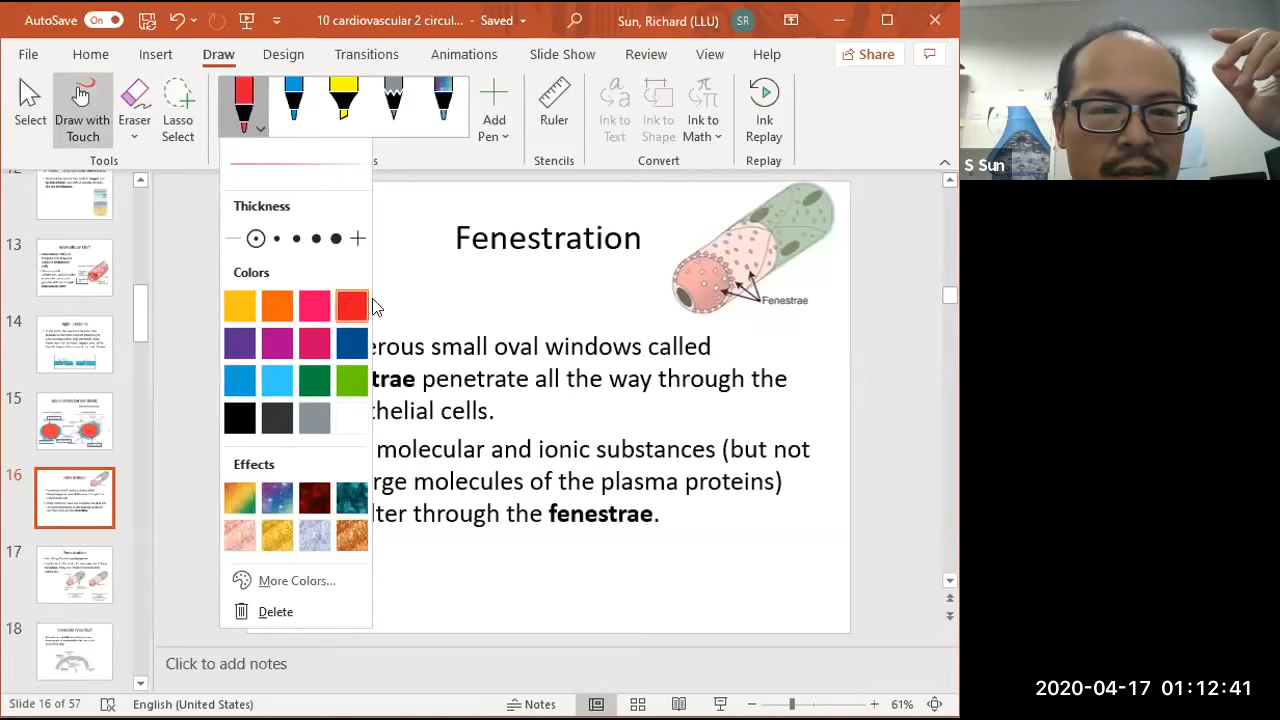 AutoSave On
10 cardiovascular 2 circul... - Saved
Sun, Richard (LLU) SR
File Home Insert Draw Design Transitions Animations Slide Show Review View Help Share
Select
Draw with Touch
Eraser
Lasso Select
Add Pen
Ruler
Ink to Text
Ink to Shape
Ink to Math
Ink Replay
Tools Stencils Convert Replay
S Sun
Thickness
Colors
Effects
More Colors...
Delete
13
14
15
16
17
18
Fenestration
Fenestrae
erous small oval windows called
trae penetrate all the way through the
thelial cells.
molecular and ionic substances (but not
rge molecules of the plasma proteins)
lter through the fenestrae.
Click to add notes
Slide 16 of 57 English (United States) Notes 61%
2020-04-17 01:12:41